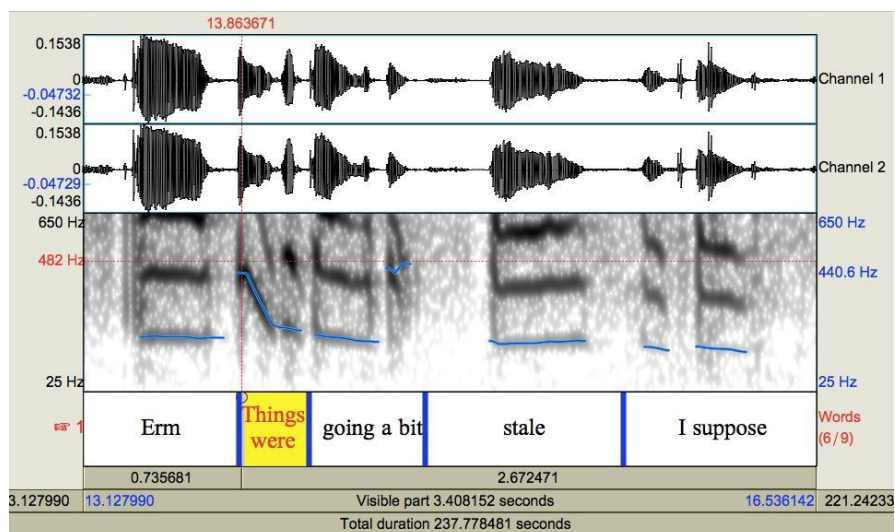 13.863671
0.1538
0
-0.04732
-0.1436
Channel 1
0.1538
0
-0.04729
-0.1436
Channel 2
650 Hz
482 Hz
25 Hz
650 Hz
440.6 Hz
25 Hz
☞ 1
Erm
Things
were
going a bit
stale
I suppose
Words
(6/9)
0.735681
2.672471
3.127990
13.127990
Visible part 3.408152 seconds
16.536142
221.24233
Total duration 237.778481 seconds